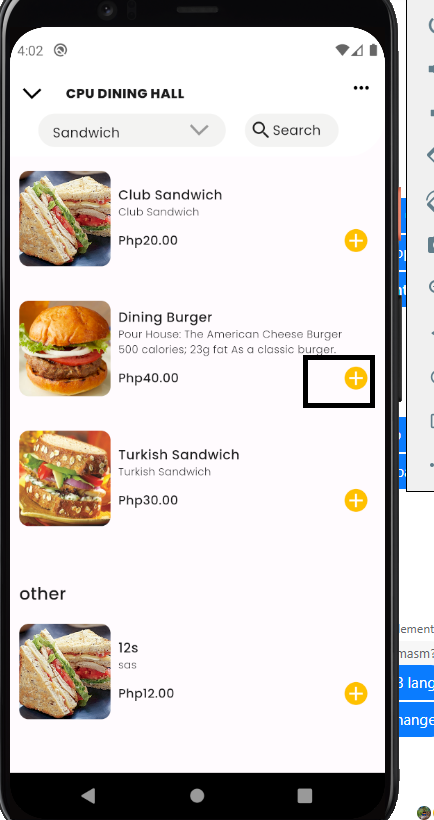 4:02
CPU DINING HALL
Sandwich
Search
Club Sandwich
Club Sandwich
Php20.00
Dining Burger
Pour House: The American Cheese Burger
500 calories; 23g fat As a classic burger.
Php40.00
Turkish Sandwich
Turkish Sandwich
Php30.00
other
12s
sas
Php12.00
lement
masm?
3 lang
hange